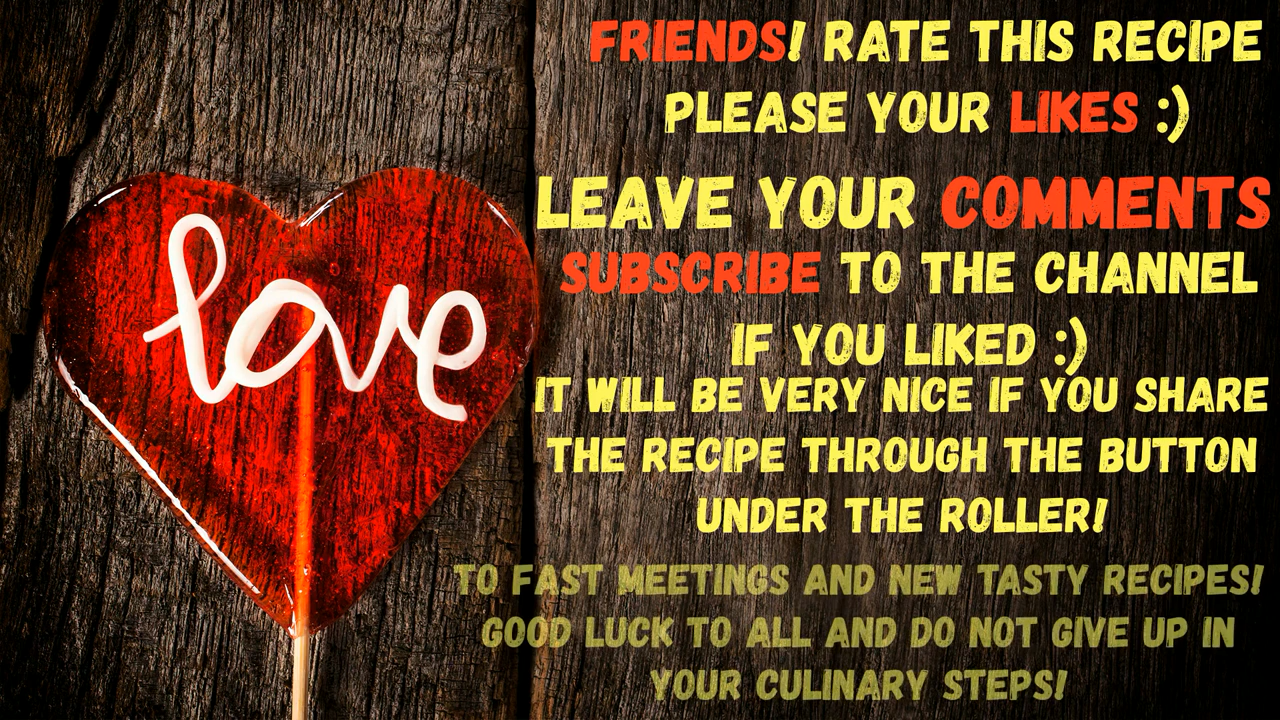 love
FRIENDS! RATE THIS RECIPE
PLEASE YOUR LIKES :)
LEAVE YOUR COMMENTS
SUBSCRIBE TO THE CHANNEL
IF YOU LIKED :)
IT WILL BE VERY NICE IF YOU SHARE
THE RECIPE THROUGH THE BUTTON
UNDER THE ROLLER!
TO FAST MEETINGS AND NEW TASTY RECIPES!
GOOD LUCK TO ALL AND DO NOT GIVE UP IN
YOUR CULINARY STEPS!